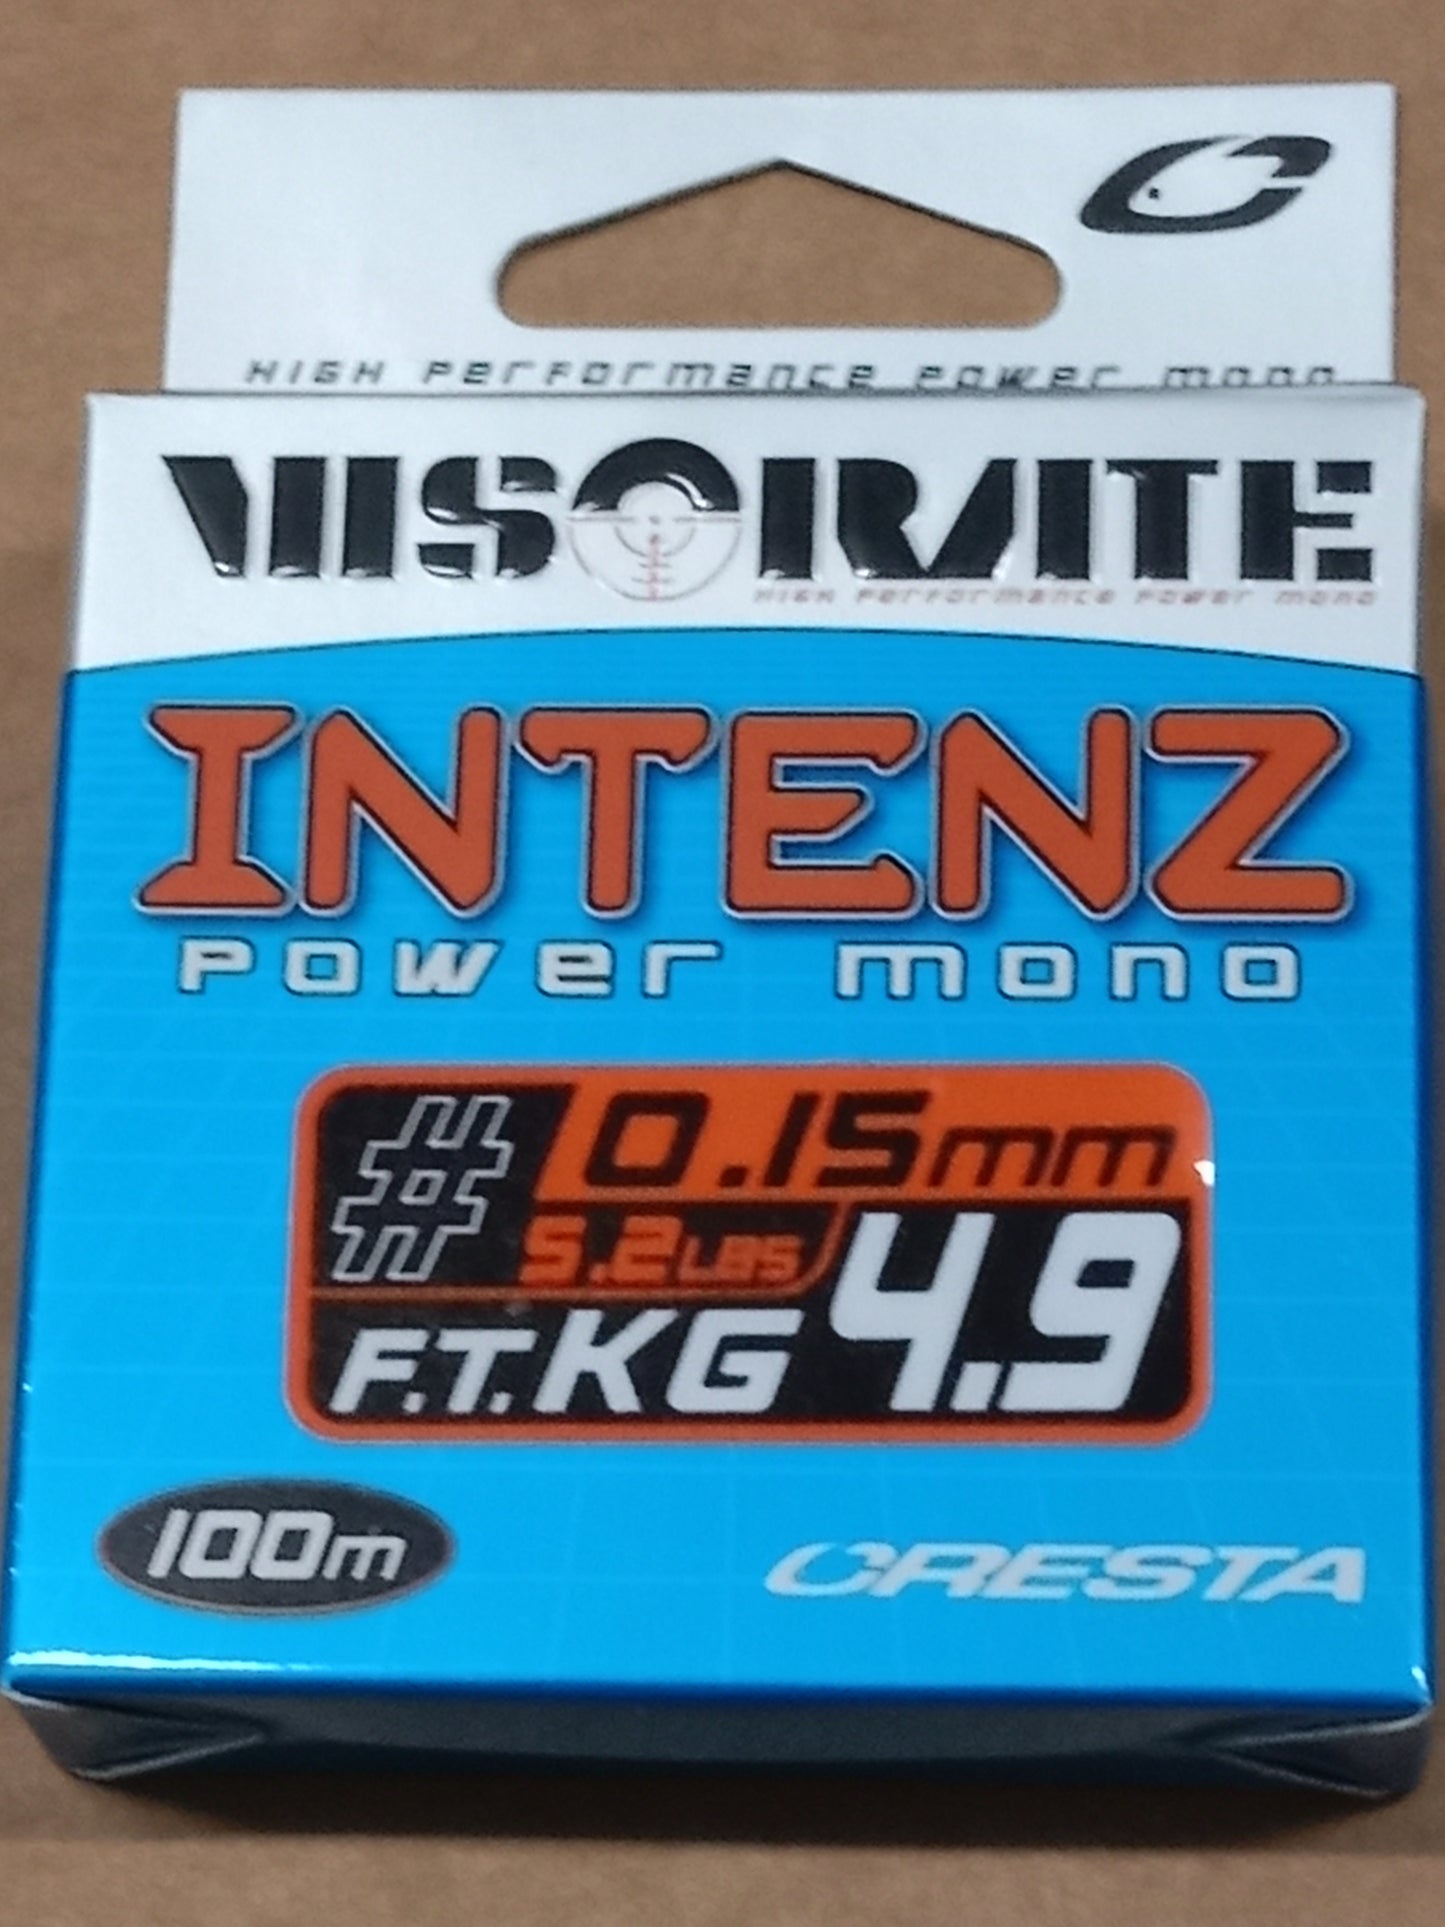 HIGH Performance Power mono
VISORATE
HIGH Performance Power mono
INTENZ
Power mono
# 0.15mm
5.2LBS
F.T.KG 4.9
100m
CRESTA